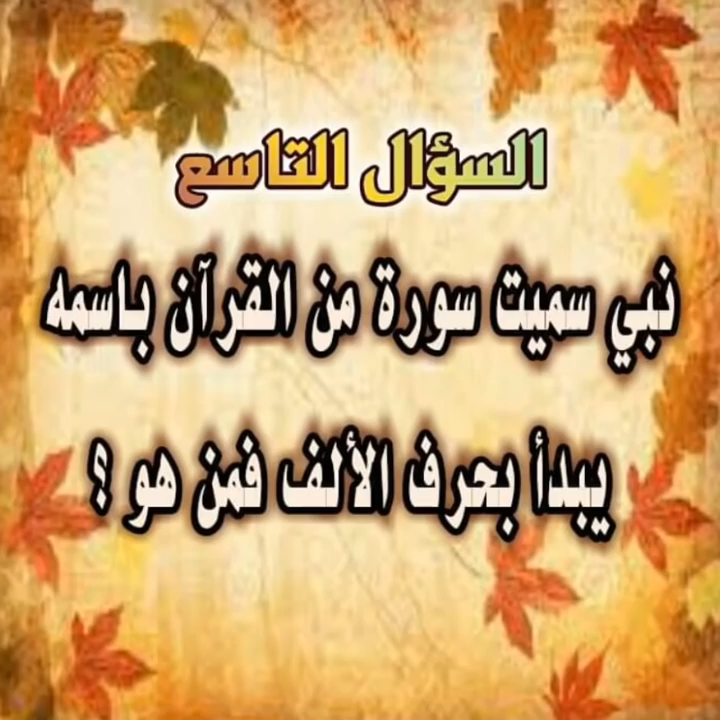 السؤال التاسع
نبي سميت سورة من القرآن باسمه
يبدأ بحرف الألف فمن هو ؟